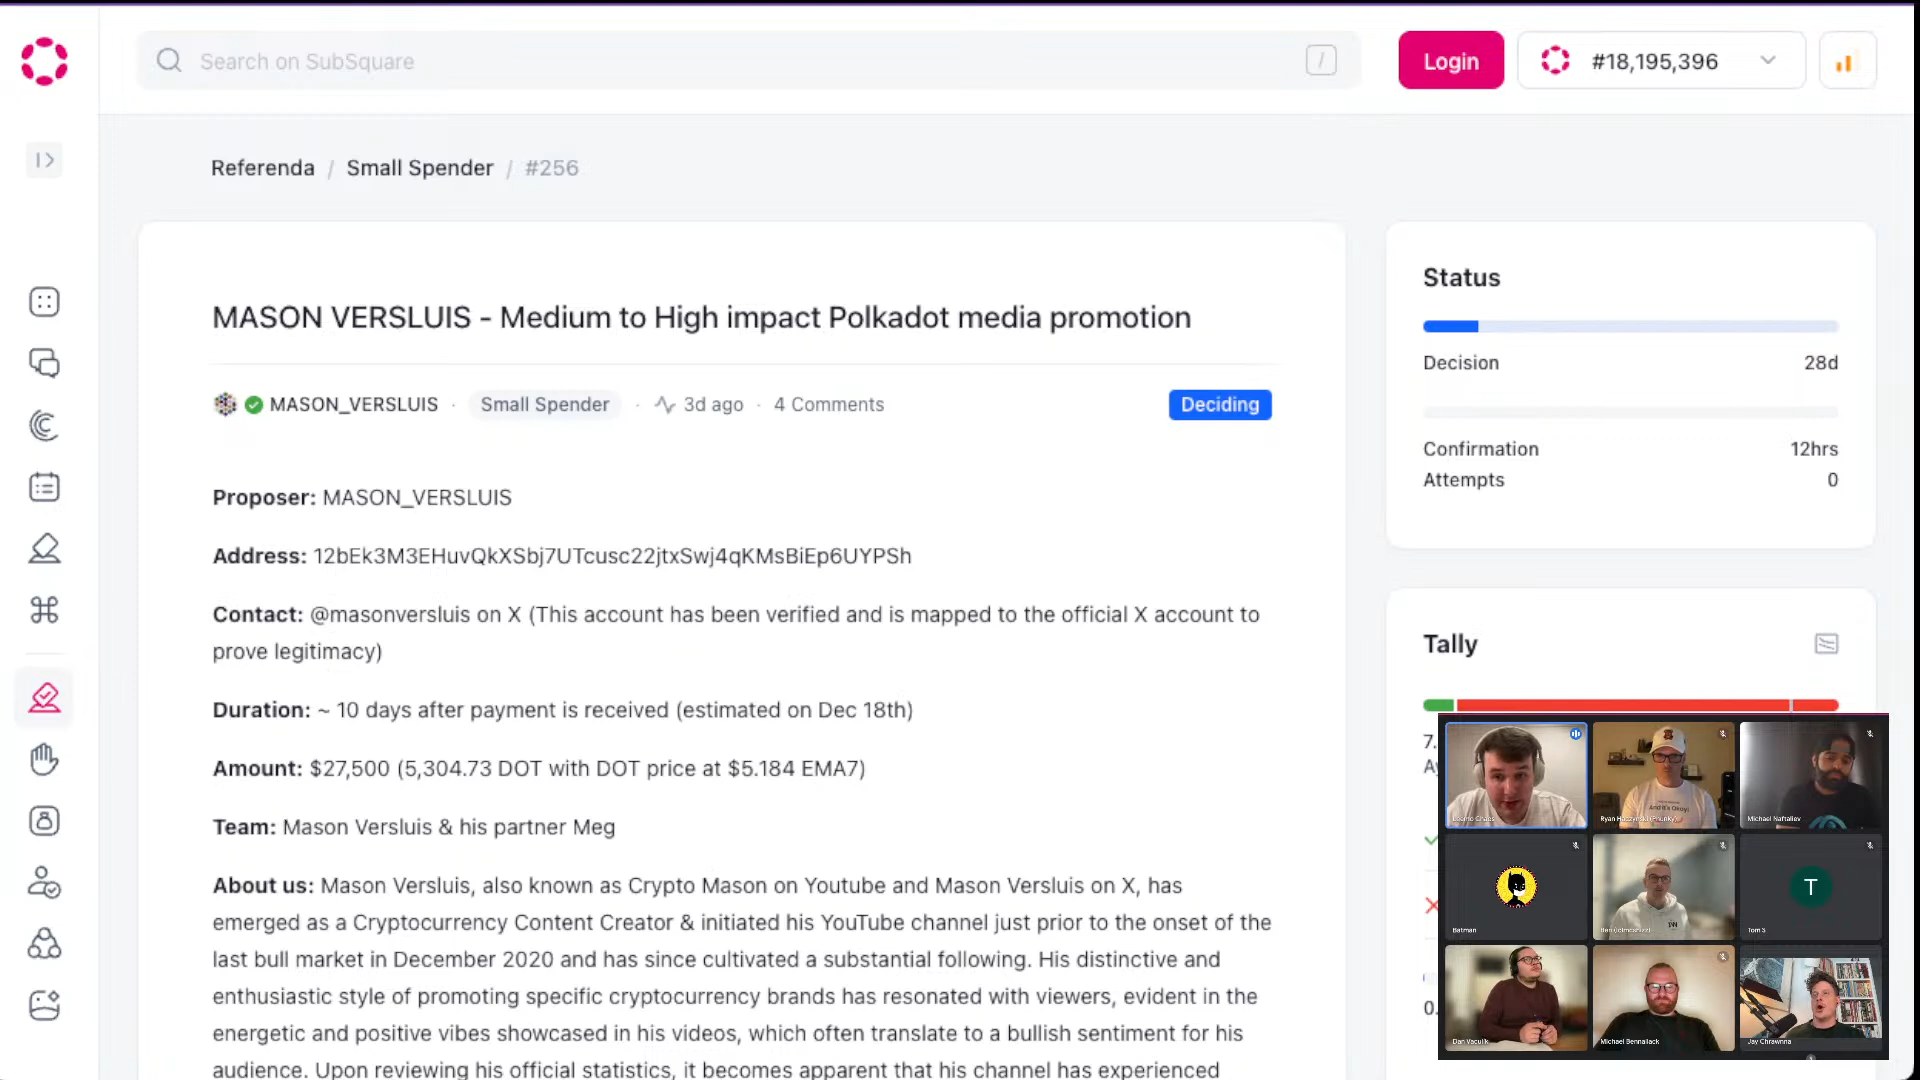 Search on SubSquare
/
Login
#18,195,396
Referenda / Small Spender / #256
MASON VERSLUIS - Medium to High impact Polkadot media promotion
MASON_VERSLUIS · Small Spender · 3d ago · 4 Comments
Deciding
Proposer: MASON_VERSLUIS
Address: 12bEk3M3EHuvQkXSbj7UTcusc22jtxSwj4qKMsBiEp6UYPSh
Contact: @masonversluis on X (This account has been verified and is mapped to the official X account to
prove legitimacy)
Duration: ~ 10 days after payment is received (estimated on Dec 18th)
Amount: $27,500 (5,304.73 DOT with DOT price at $5.184 EMA7)
Team: Mason Versluis & his partner Meg
About us: Mason Versluis, also known as Crypto Mason on Youtube and Mason Versluis on X, has
emerged as a Cryptocurrency Content Creator & initiated his YouTube channel just prior to the onset of the
last bull market in December 2020 and has since cultivated a substantial following. His distinctive and
enthusiastic style of promoting specific cryptocurrency brands has resonated with viewers, evident in the
energetic and positive vibes showcased in his videos, which often translate to a bullish sentiment for his
audience. Upon reviewing his official statistics, it becomes apparent that his channel has experienced
Status
Decision 28d
Confirmation 12hrs
Attempts 0
Tally
7.
Ay
0.
Michael Naftaliev
Batman
T
Tom S
Dan Vaculik
Michael Bennallack
Jay Chrawnna